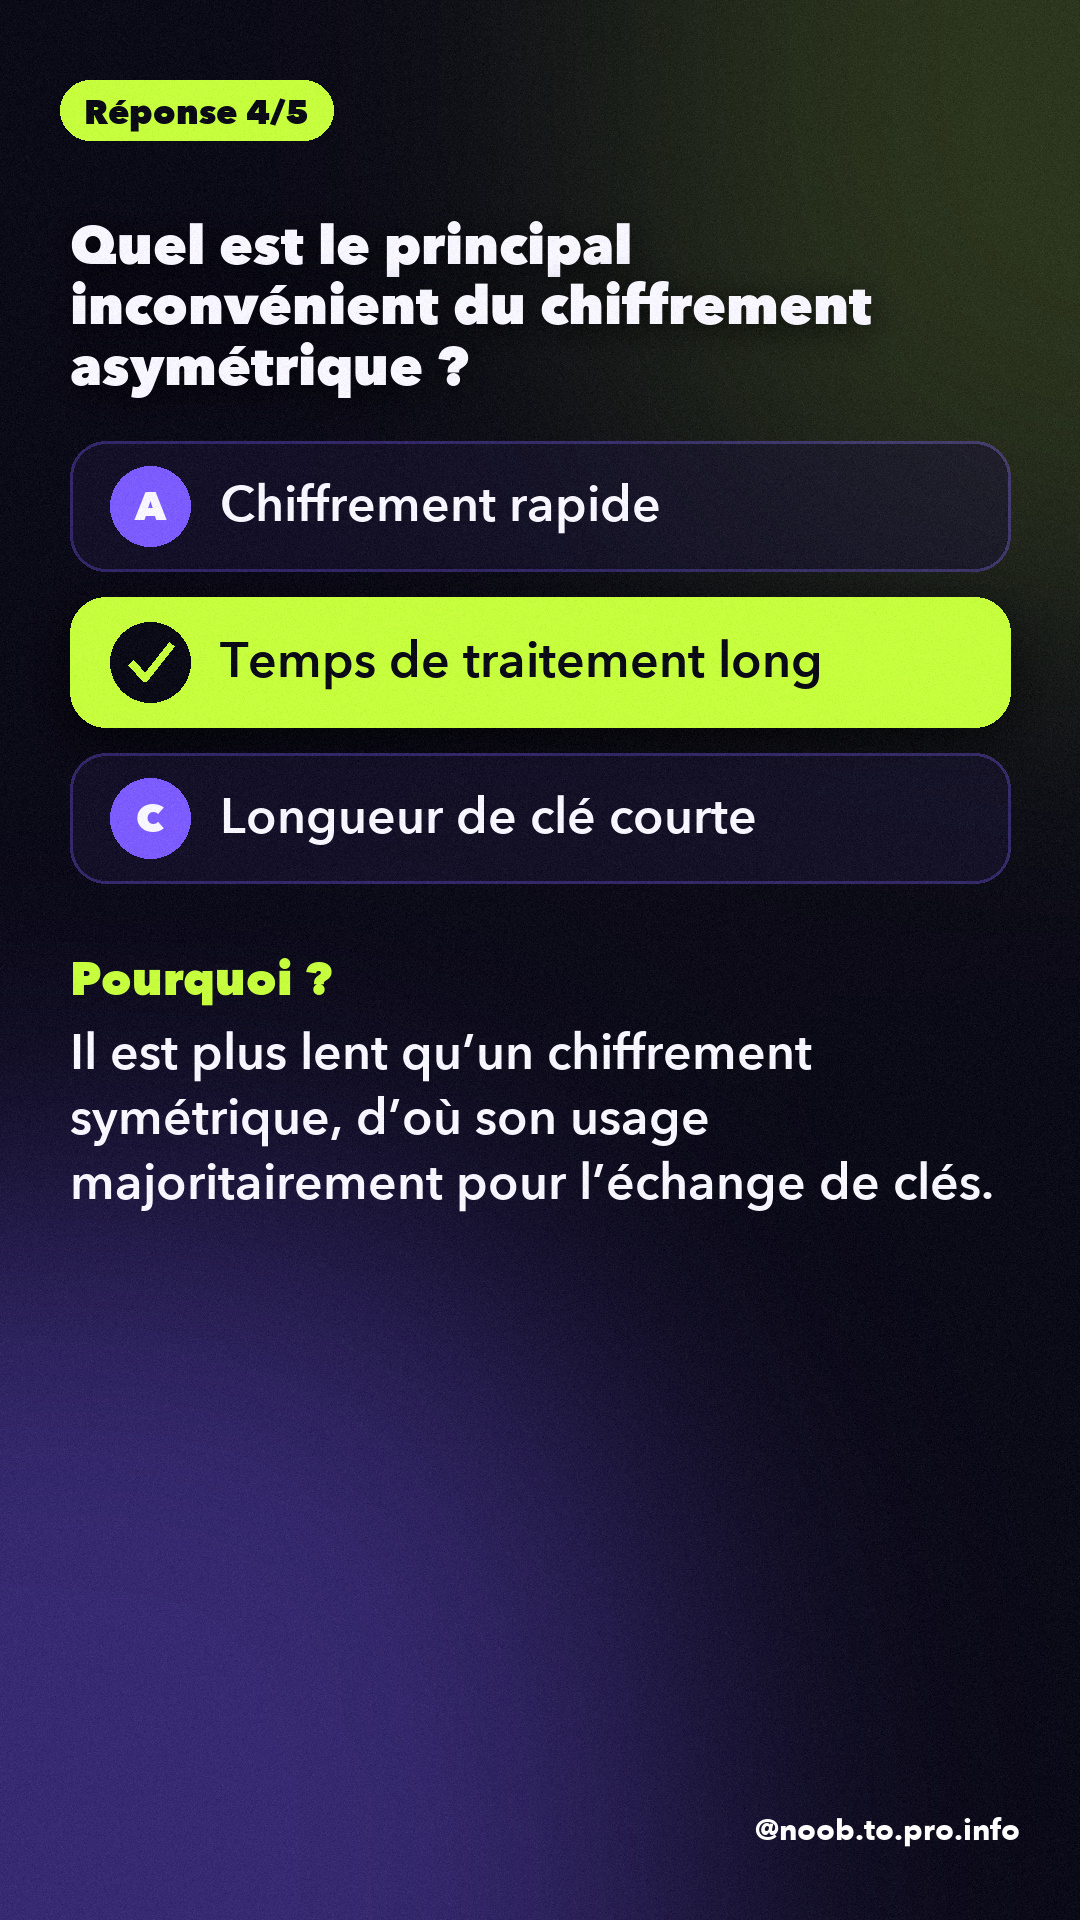 Réponse 4/5
Quel est le principal
inconvénient du chiffrement
asymétrique ?
A Chiffrement rapide
Temps de traitement long
C Longueur de clé courte
Pourquoi ?
Il est plus lent qu’un chiffrement
symétrique, d’où son usage
majoritairement pour l’échange de clés.
@noob.to.pro.info